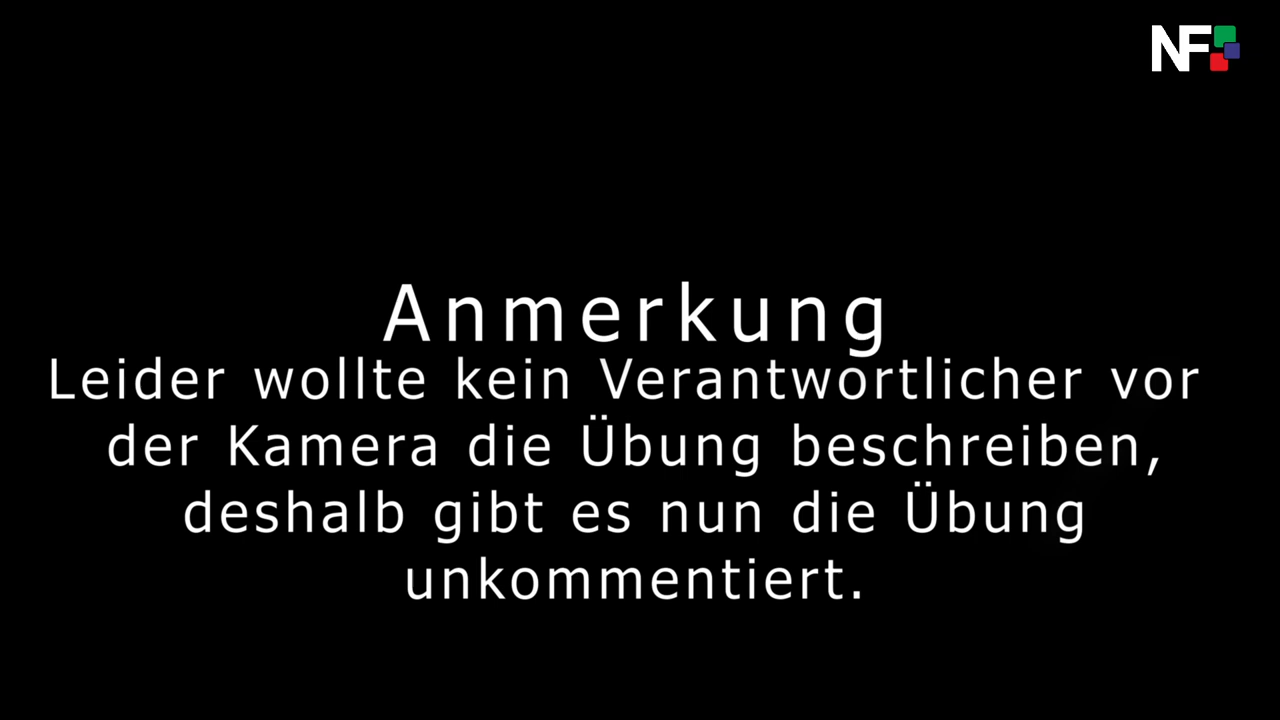 NF
Anmerkung
Leider wollte kein Verantwortlicher vor
der Kamera die Übung beschreiben,
deshalb gibt es nun die Übung
unkommentiert.